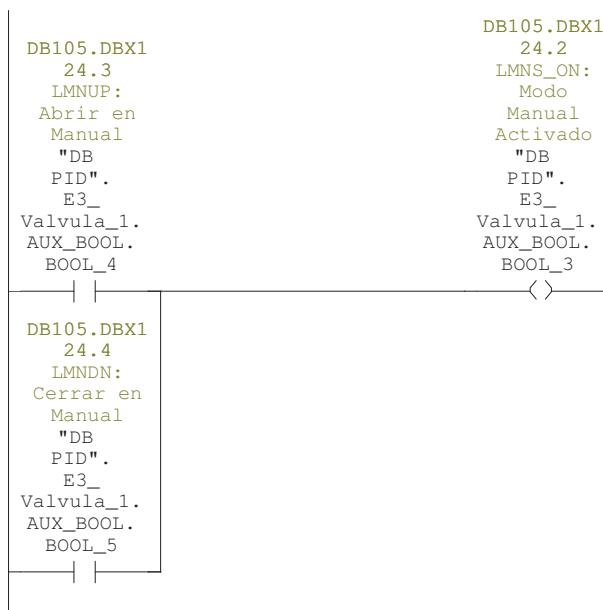 DB105.DBX1
24.3
LMNUP:
Abrir en
Manual
"DB
PID".
E3_
Valvula_1.
AUX_BOOL.
BOOL_4
DB105.DBX1
24.2
LMNS_ON:
Modo
Manual
Activado
"DB
PID".
E3_
Valvula_1.
AUX_BOOL.
BOOL_3
DB105.DBX1
24.4
LMNDN:
Cerrar en
Manual
"DB
PID".
E3_
Valvula_1.
AUX_BOOL.
BOOL_5